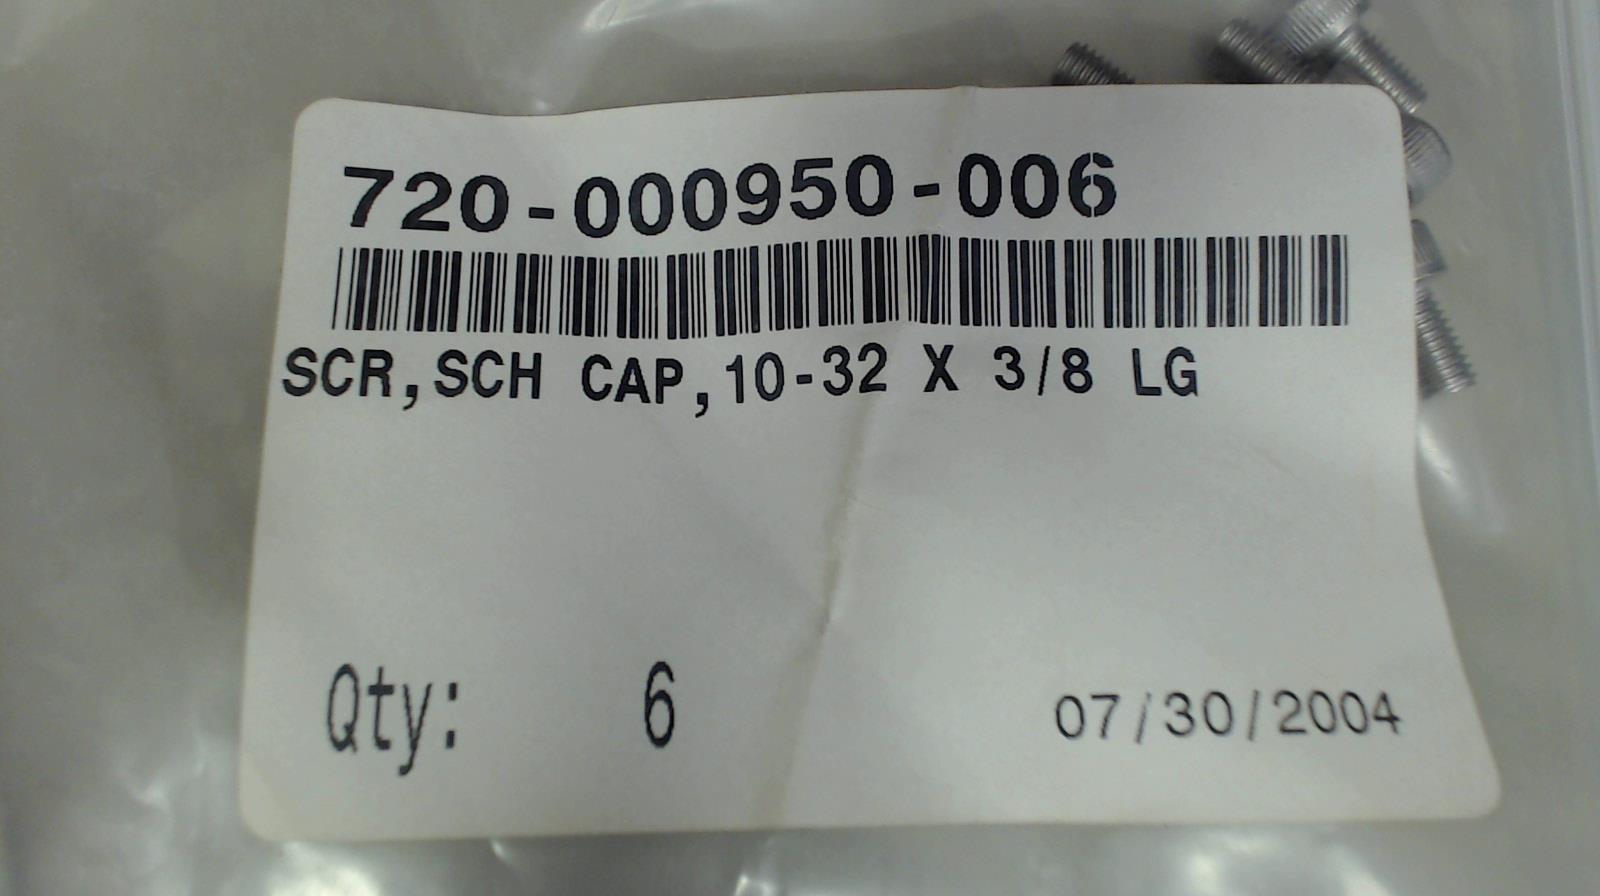 720-000950-006
SCR,SCH CAP,10-32 X 3/8 LG
Qty: 6 07/30/2004